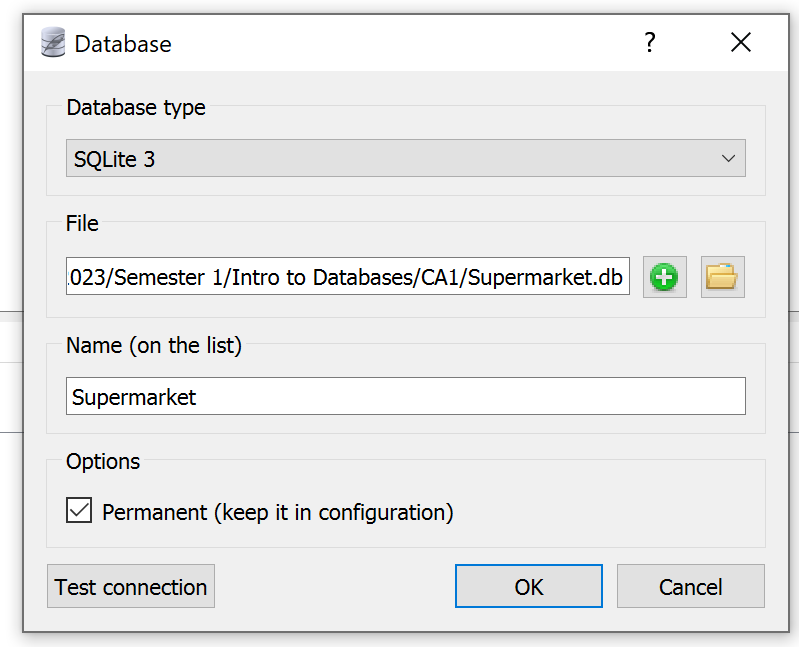 Database
?
Database type
SQLite 3
File
023/Semester 1/Intro to Databases/CA1/Supermarket.db
Name (on the list)
Supermarket
Options
Permanent (keep it in configuration)
Test connection
OK
Cancel